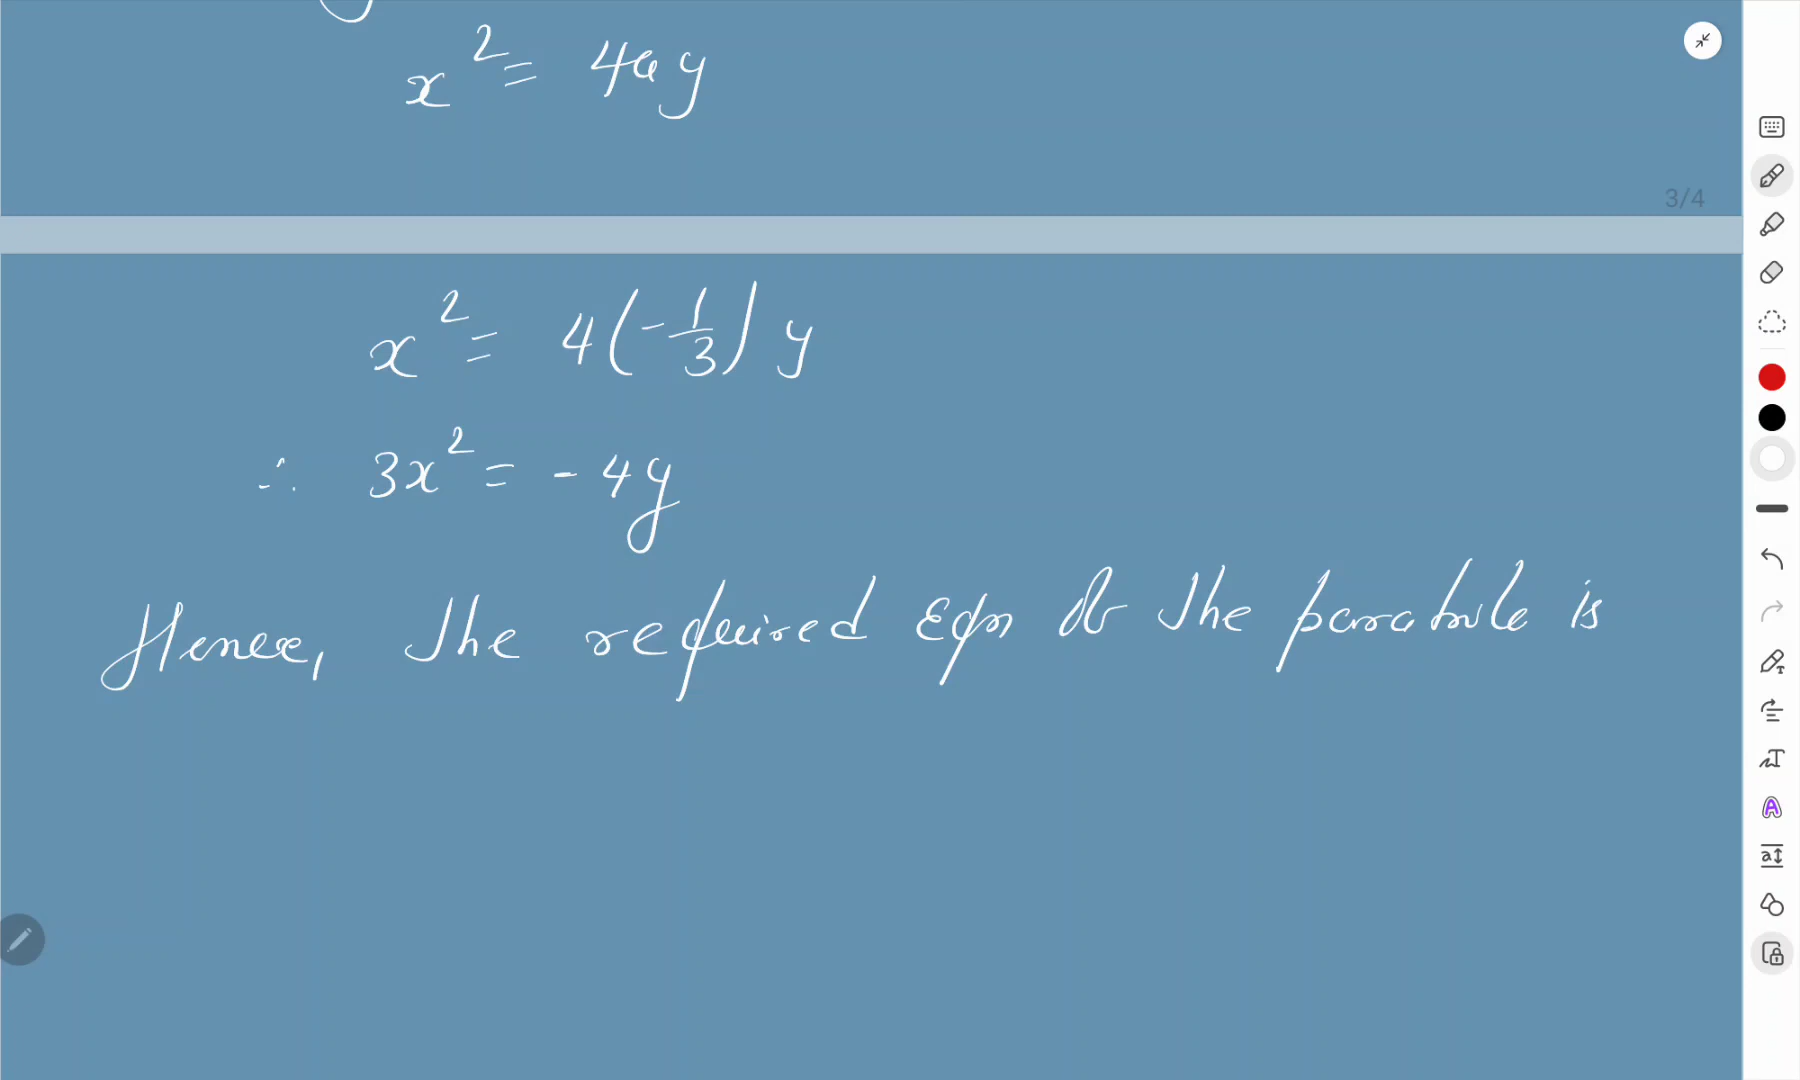 x² = 4ay
3/4
x² = 4(-1/3)y
∴ 3x² = -4y
Hence, the required Eqn of the parabola is